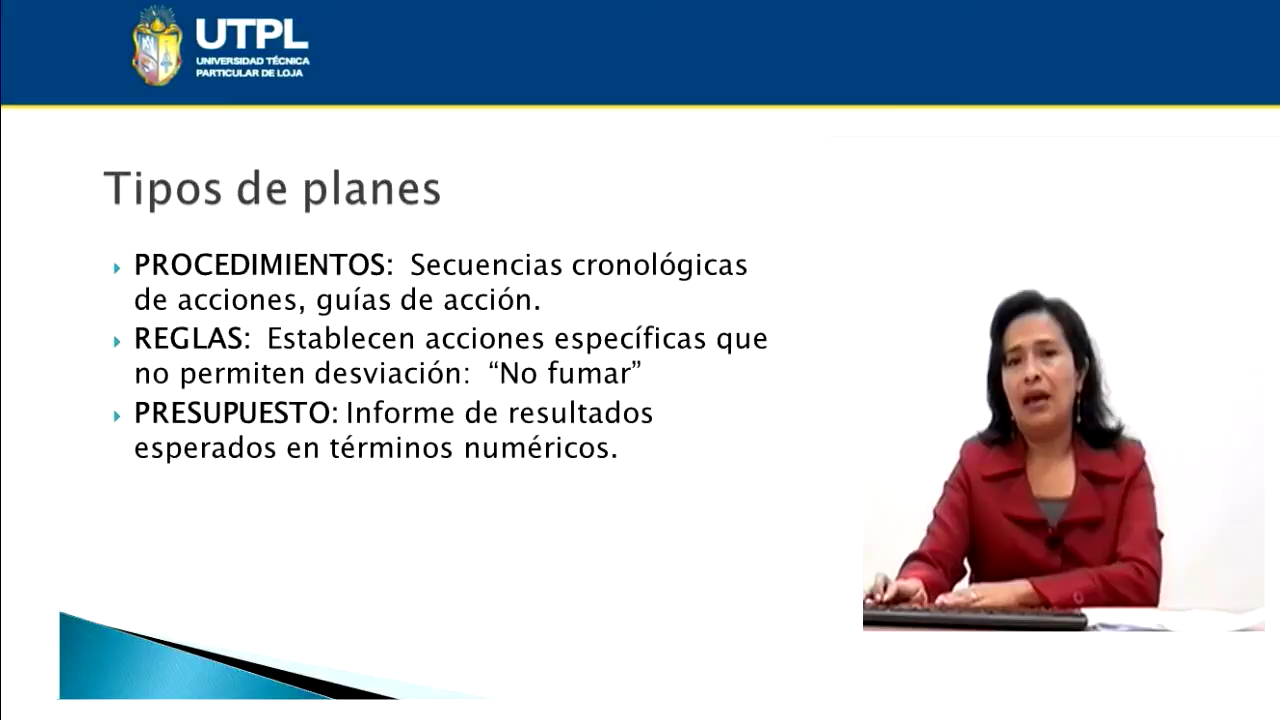 UTPL
UNIVERSIDAD TÉCNICA
PARTICULAR DE LOJA
Tipos de planes
PROCEDIMIENTOS: Secuencias cronológicas
de acciones, guías de acción.
REGLAS: Establecen acciones específicas que
no permiten desviación: “No fumar”
PRESUPUESTO: Informe de resultados
esperados en términos numéricos.